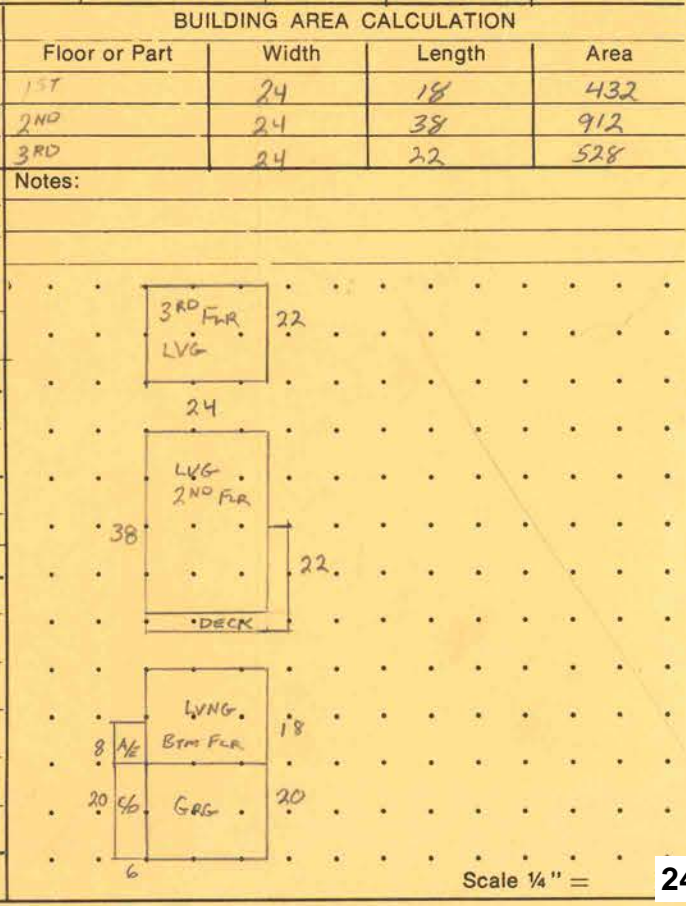 BUILDING AREA CALCULATION
Floor or Part Width Length Area
1ST 24 18 432
2ND 24 38 912
3RD 24 22 528
Notes:
3RD FLR 22
LVG
24
LVG
2ND FLR
38
22
DECK
LVNG
18
8 A/E BTM FLR
20 C/D GRG 20
6
Scale ¼" =
24